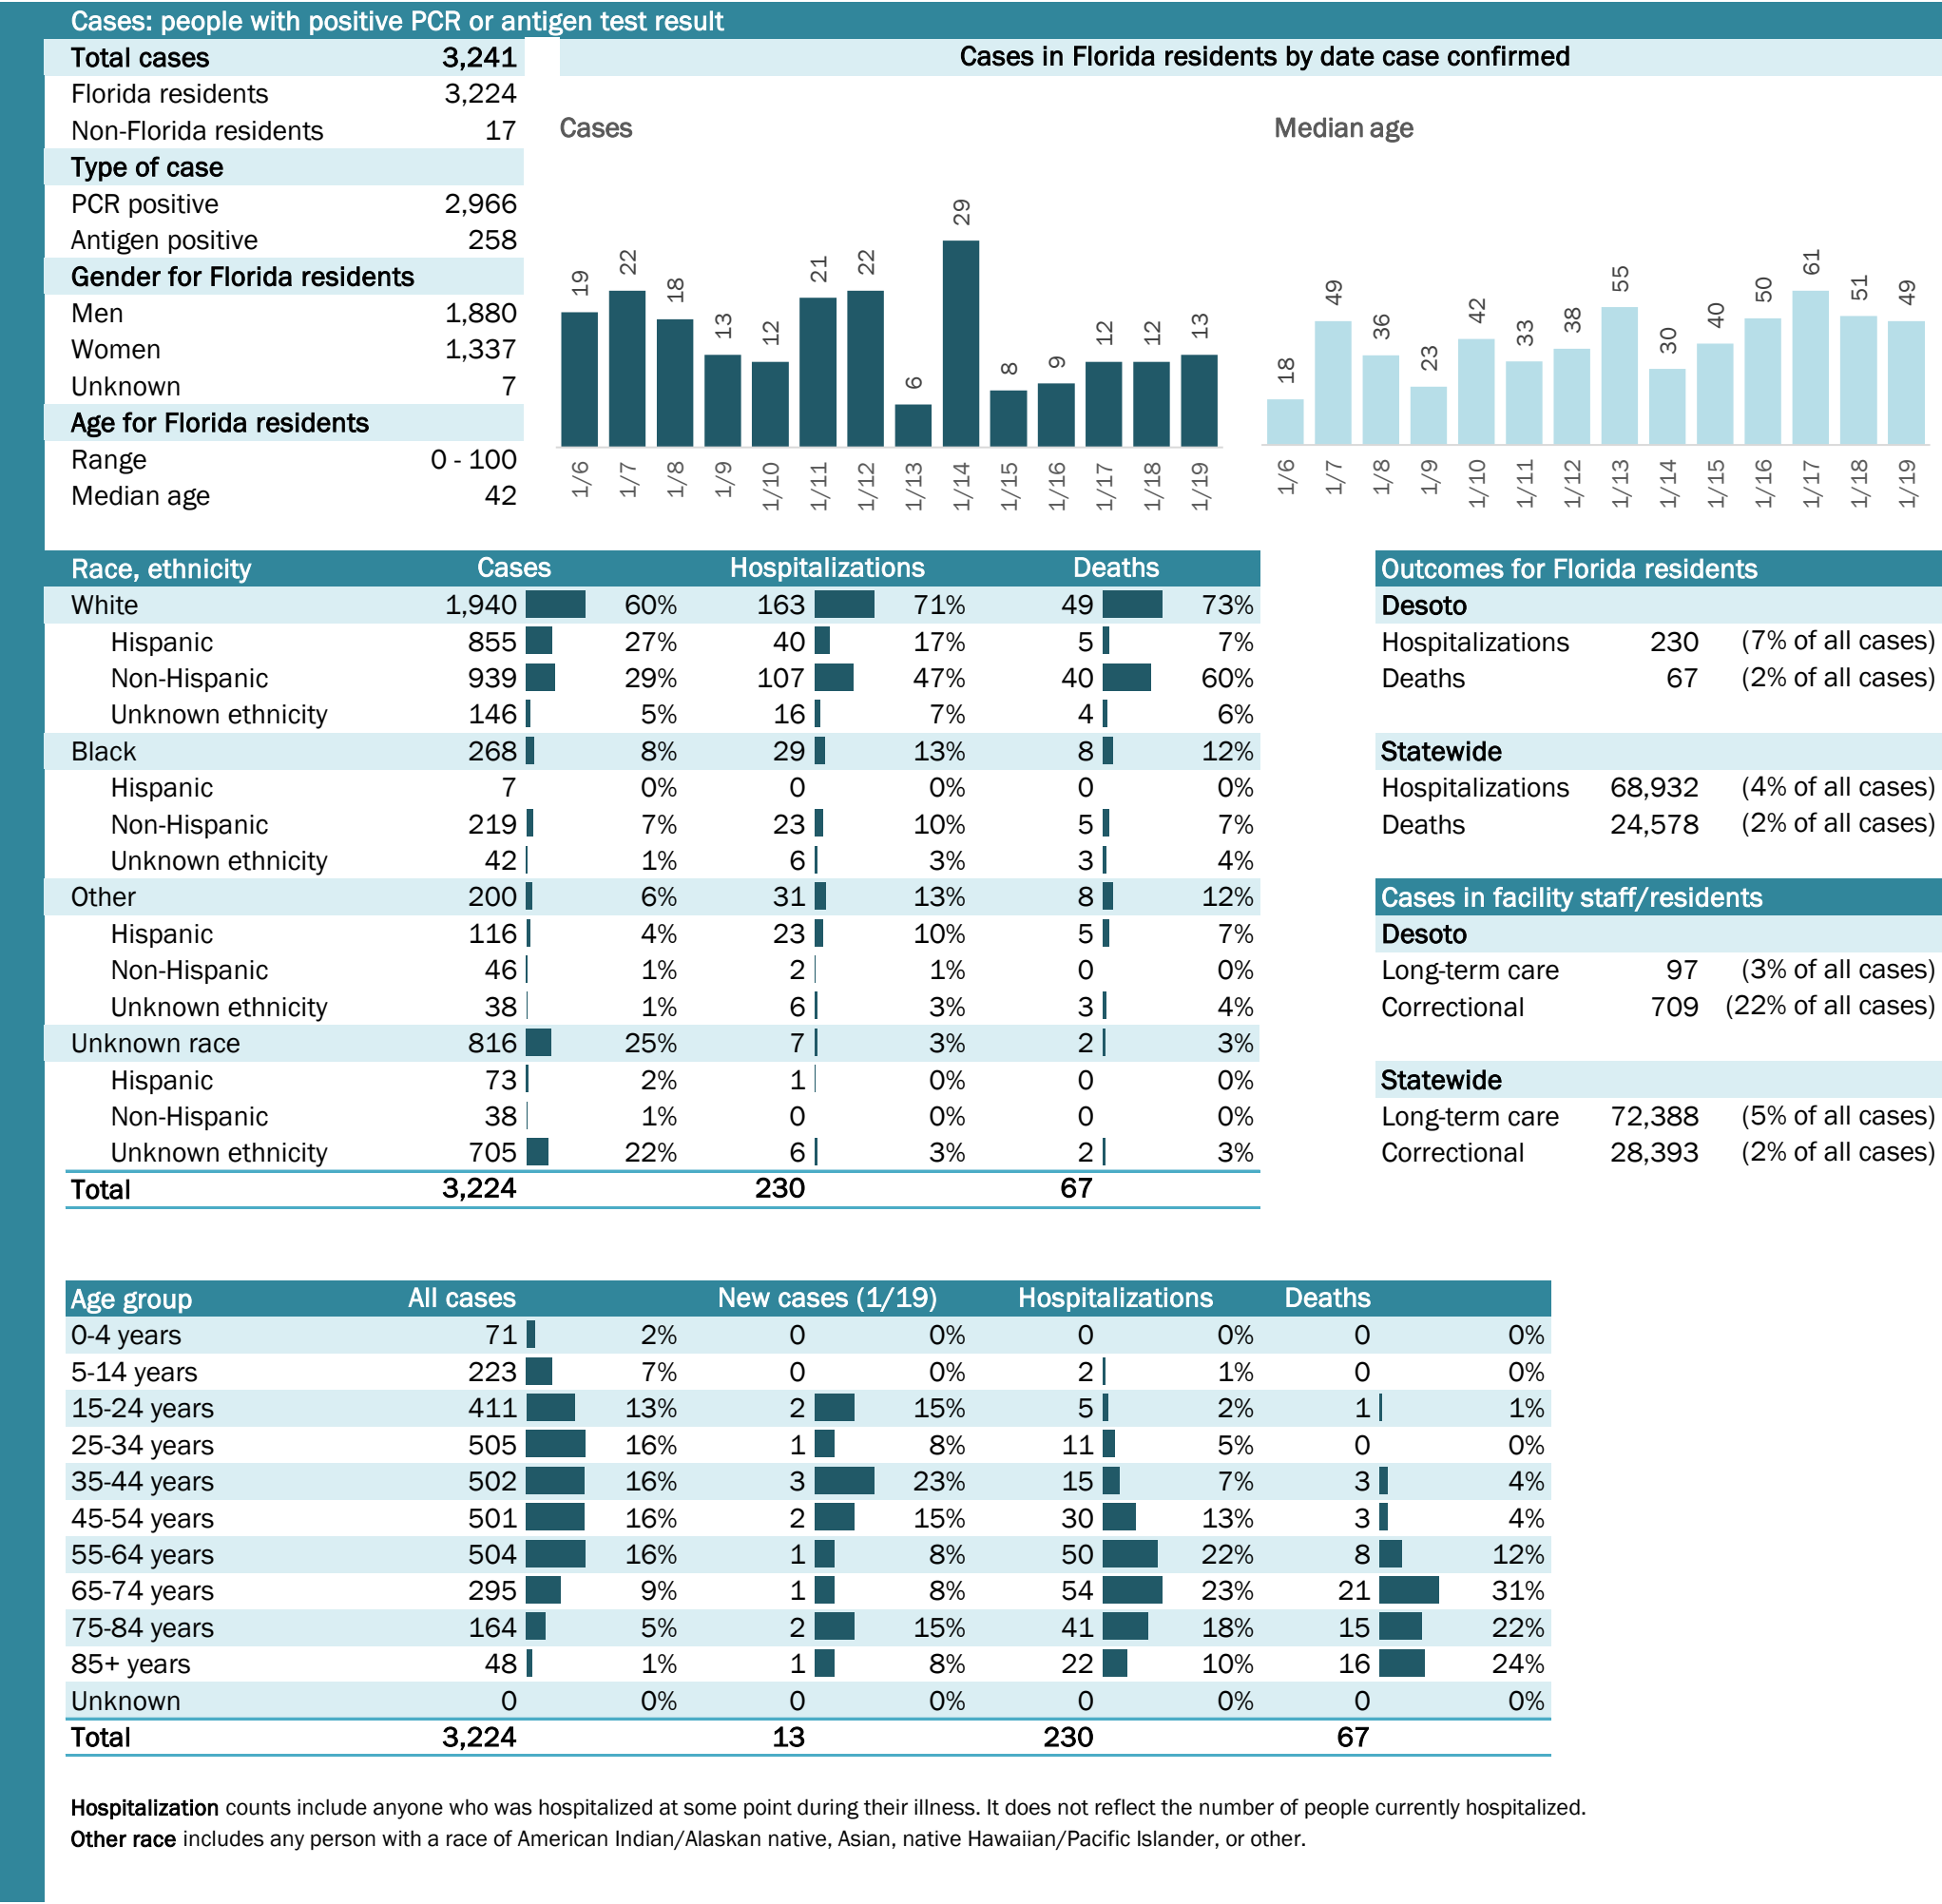 Cases: people with positive PCR or antigen test result
Total cases 3,241
Florida residents 3,224
Non-Florida residents 17
Type of case
PCR positive 2,966
Antigen positive 258
Gender for Florida residents
Men 1,880
Women 1,337
Unknown 7
Age for Florida residents
Range 0 - 100
Median age 42
Cases in Florida residents by date case confirmed
Cases
19 22 18 13 12 21 22 6 29 8 9 12 12 13
1/6 1/7 1/8 1/9 1/10 1/11 1/12 1/13 1/14 1/15 1/16 1/17 1/18 1/19
Median age
18 49 36 23 42 33 38 55 30 40 50 61 51 49
1/6 1/7 1/8 1/9 1/10 1/11 1/12 1/13 1/14 1/15 1/16 1/17 1/18 1/19
Race, ethnicity Cases Hospitalizations Deaths
White 1,940 60% 163 71% 49 73%
Hispanic 855 27% 40 17% 5 7%
Non-Hispanic 939 29% 107 47% 40 60%
Unknown ethnicity 146 5% 16 7% 4 6%
Black 268 8% 29 13% 8 12%
Hispanic 7 0% 0 0% 0 0%
Non-Hispanic 219 7% 23 10% 5 7%
Unknown ethnicity 42 1% 6 3% 3 4%
Other 200 6% 31 13% 8 12%
Hispanic 116 4% 23 10% 5 7%
Non-Hispanic 46 1% 2 1% 0 0%
Unknown ethnicity 38 1% 6 3% 3 4%
Unknown race 816 25% 7 3% 2 3%
Hispanic 73 2% 1 0% 0 0%
Non-Hispanic 38 1% 0 0% 0 0%
Unknown ethnicity 705 22% 6 3% 2 3%
Total 3,224 230 67
Outcomes for Florida residents
Desoto
Hospitalizations 230 (7% of all cases)
Deaths 67 (2% of all cases)
Statewide
Hospitalizations 68,932 (4% of all cases)
Deaths 24,578 (2% of all cases)
Cases in facility staff/residents
Desoto
Long-term care 97 (3% of all cases)
Correctional 709 (22% of all cases)
Statewide
Long-term care 72,388 (5% of all cases)
Correctional 28,393 (2% of all cases)
Age group All cases New cases (1/19) Hospitalizations Deaths
0-4 years 71 2% 0 0% 0 0% 0 0%
5-14 years 223 7% 0 0% 2 1% 0 0%
15-24 years 411 13% 2 15% 5 2% 1 1%
25-34 years 505 16% 1 8% 11 5% 0 0%
35-44 years 502 16% 3 23% 15 7% 3 4%
45-54 years 501 16% 2 15% 30 13% 3 4%
55-64 years 504 16% 1 8% 50 22% 8 12%
65-74 years 295 9% 1 8% 54 23% 21 31%
75-84 years 164 5% 2 15% 41 18% 15 22%
85+ years 48 1% 1 8% 22 10% 16 24%
Unknown 0 0% 0 0% 0 0% 0 0%
Total 3,224 13 230 67
Hospitalization counts include anyone who was hospitalized at some point during their illness. It does not reflect the number of people currently hospitalized.
Other race includes any person with a race of American Indian/Alaskan native, Asian, native Hawaiian/Pacific Islander, or other.